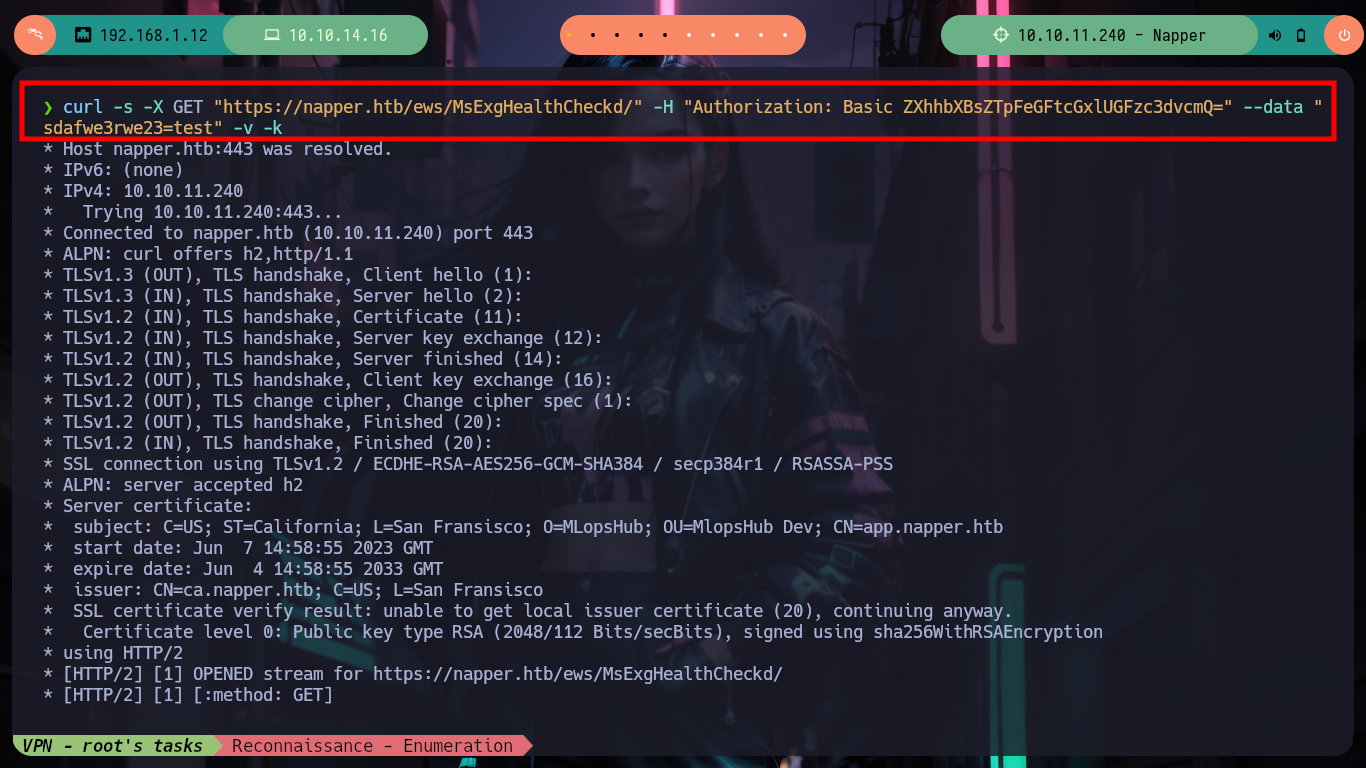 192.168.1.12 10.10.14.16 10.10.11.240 - Napper
❯ curl -s -X GET "https://napper.htb/ews/MsExgHealthCheckd/" -H "Authorization: Basic ZXhhbXBsZTpFeGFtcGxlUGFzc3dvcmQ=" --data "
sdafwe3rwe23=test" -v -k
* Host napper.htb:443 was resolved.
* IPv6: (none)
* IPv4: 10.10.11.240
*   Trying 10.10.11.240:443...
* Connected to napper.htb (10.10.11.240) port 443
* ALPN: curl offers h2,http/1.1
* TLSv1.3 (OUT), TLS handshake, Client hello (1):
* TLSv1.3 (IN), TLS handshake, Server hello (2):
* TLSv1.2 (IN), TLS handshake, Certificate (11):
* TLSv1.2 (IN), TLS handshake, Server key exchange (12):
* TLSv1.2 (IN), TLS handshake, Server finished (14):
* TLSv1.2 (OUT), TLS handshake, Client key exchange (16):
* TLSv1.2 (OUT), TLS change cipher, Change cipher spec (1):
* TLSv1.2 (OUT), TLS handshake, Finished (20):
* TLSv1.2 (IN), TLS handshake, Finished (20):
* SSL connection using TLSv1.2 / ECDHE-RSA-AES256-GCM-SHA384 / secp384r1 / RSASSA-PSS
* ALPN: server accepted h2
* Server certificate:
*  subject: C=US; ST=California; L=San Fransisco; O=MLopsHub; OU=MlopsHub Dev; CN=app.napper.htb
*  start date: Jun  7 14:58:55 2023 GMT
*  expire date: Jun  4 14:58:55 2033 GMT
*  issuer: CN=ca.napper.htb; C=US; L=San Fransisco
*  SSL certificate verify result: unable to get local issuer certificate (20), continuing anyway.
*   Certificate level 0: Public key type RSA (2048/112 Bits/secBits), signed using sha256WithRSAEncryption
* using HTTP/2
* [HTTP/2] [1] OPENED stream for https://napper.htb/ews/MsExgHealthCheckd/
* [HTTP/2] [1] [:method: GET]
VPN - root's tasks Reconnaissance - Enumeration